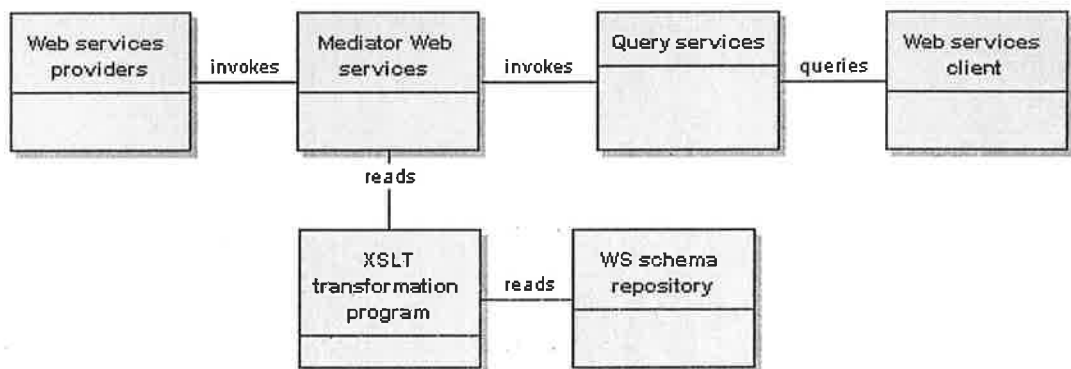 Web services
providers
invokes
Mediator Web
services
invokes
Query services
queries
Web services
client
reads
XSLT
transformation
program
reads
WS schema
repository